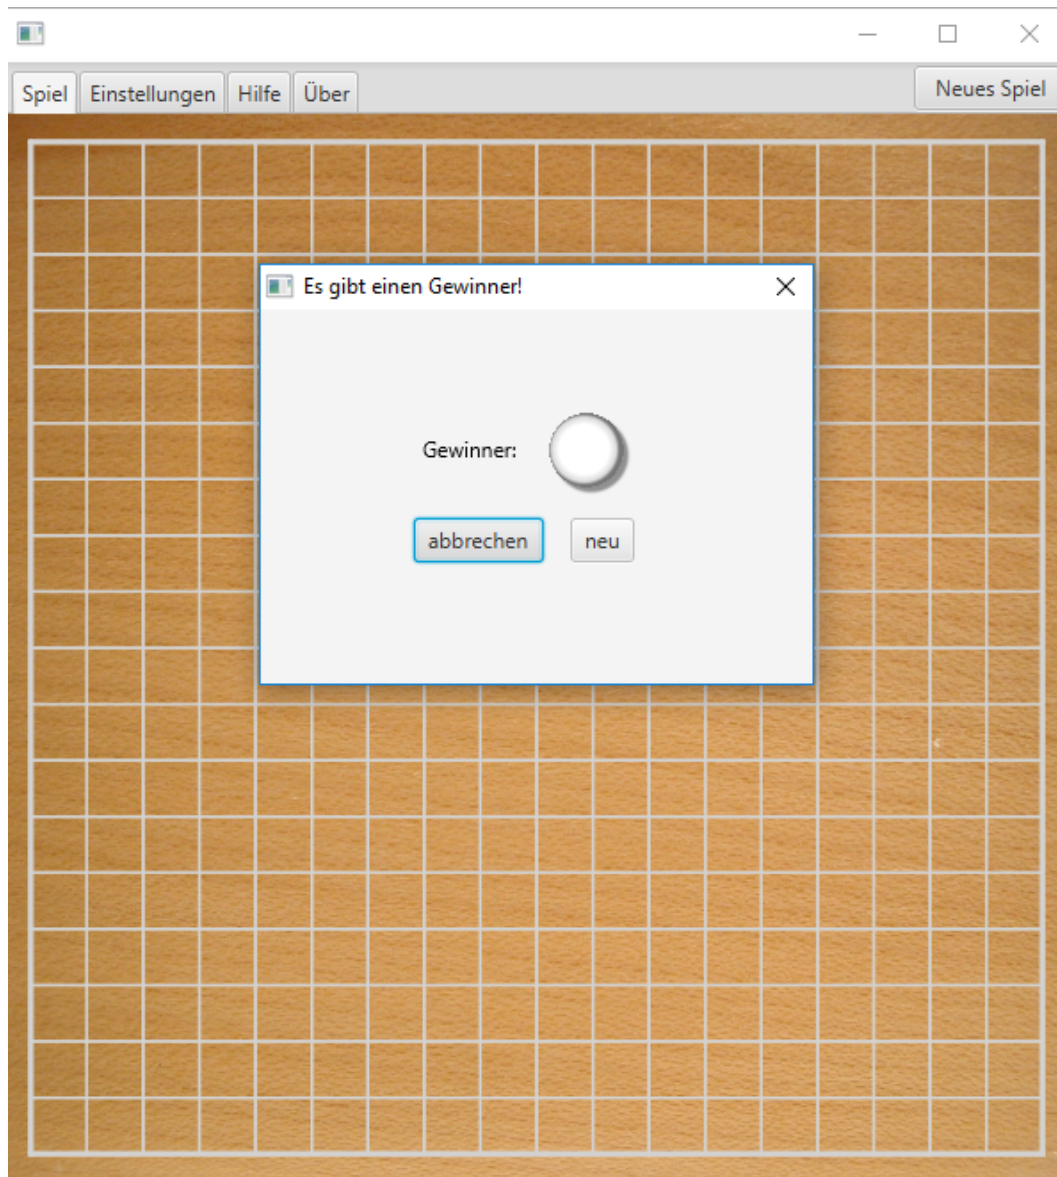 Spiel Einstellungen Hilfe Über Neues Spiel
Es gibt einen Gewinner!
Gewinner:
abbrechen neu